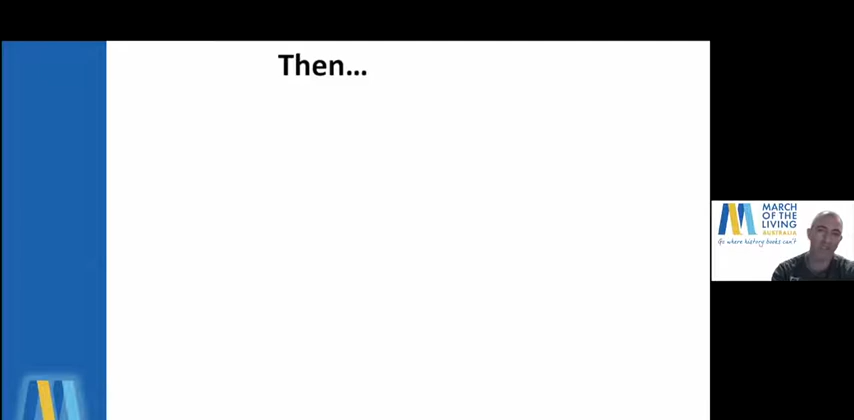 Then...
MARCH
OF THE
LIVING
AUSTRALIA
Go where history books can't